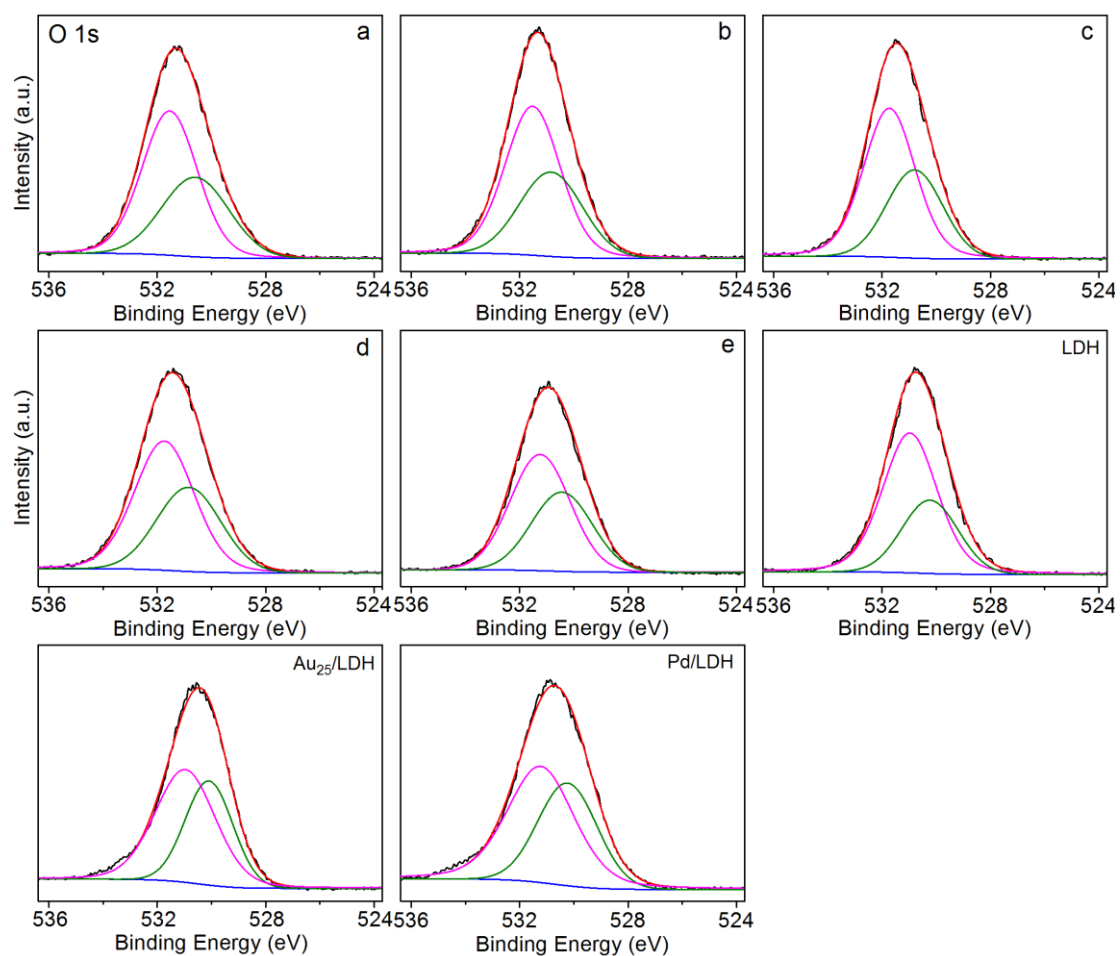 O 1s
a
b
c
Intensity (a.u.)
536 532 528 524
536 532 528 524
536 532 528 524
Binding Energy (eV)
Binding Energy (eV)
Binding Energy (eV)
d
e
LDH
Intensity (a.u.)
536 532 528 524
536 532 528 524
536 532 528 524
Binding Energy (eV)
Binding Energy (eV)
Binding Energy (eV)
Au₂₅/LDH
Pd/LDH
536 532 528 524
536 532 528 524
Binding Energy (eV)
Binding Energy (eV)